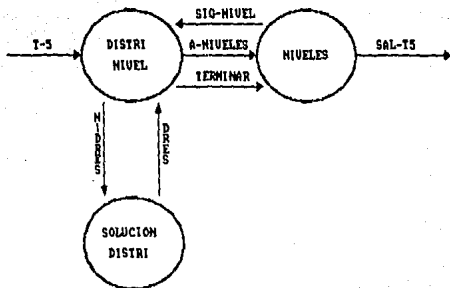 SIG-NIVEL
T-5
DISTRI
NIVEL
A-NIVELES
NIVELES
SAL-T5
TERMINAR
NIDRES
DRES
SOLUCION
DISTRI